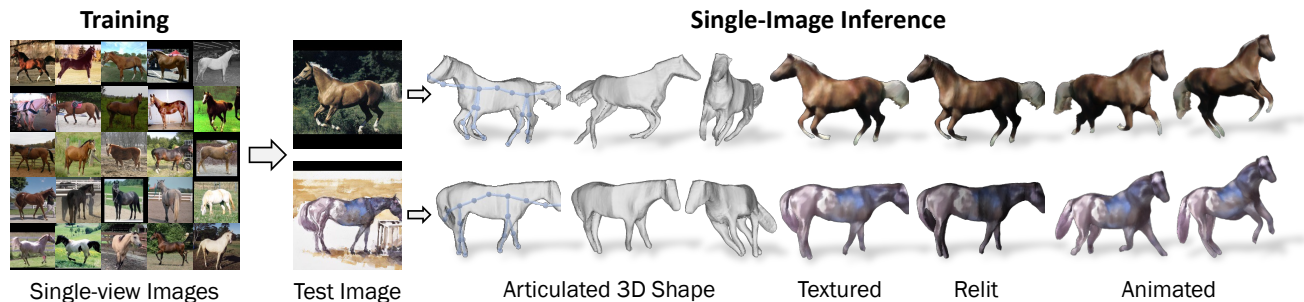 Training
Single-Image Inference
Single-view Images
Test Image
Articulated 3D Shape
Textured
Relit
Animated